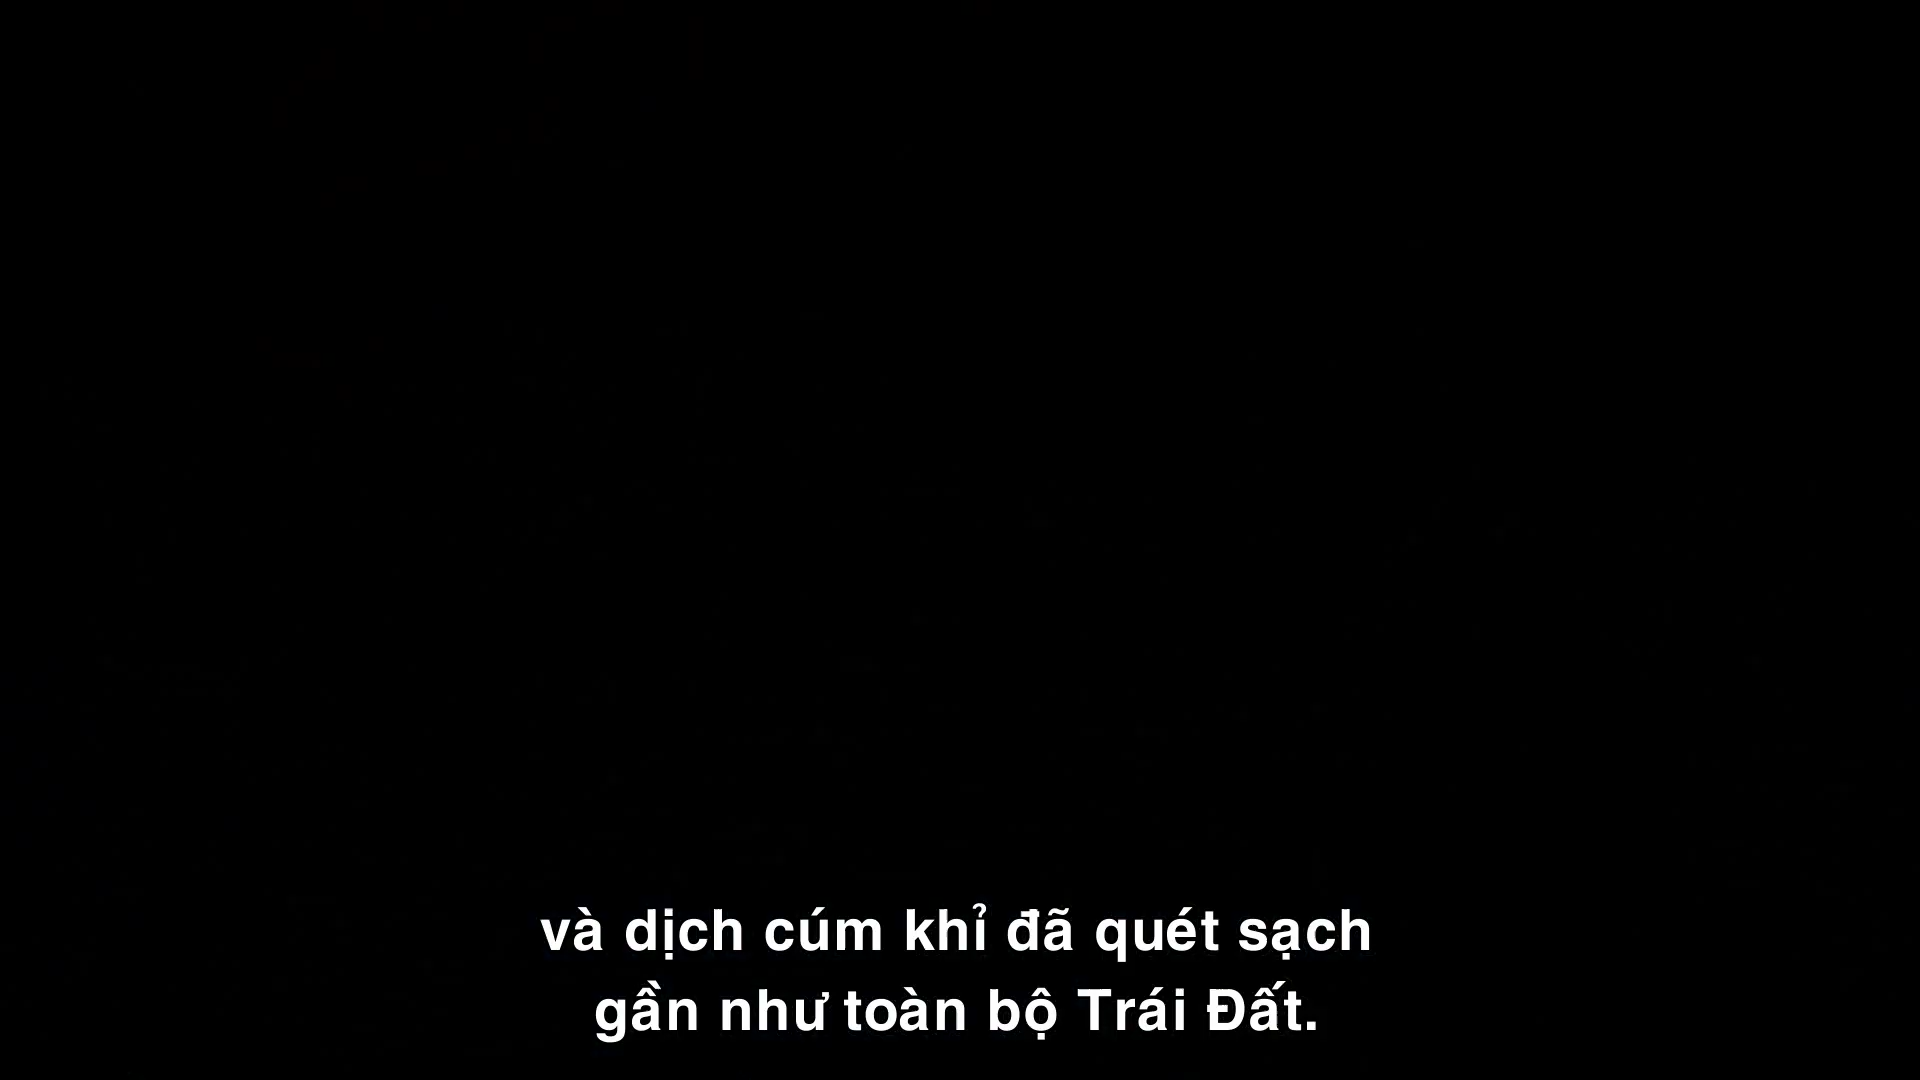 và dịch cúm khỉ đã quét sạch
gần như toàn bộ Trái Đất.